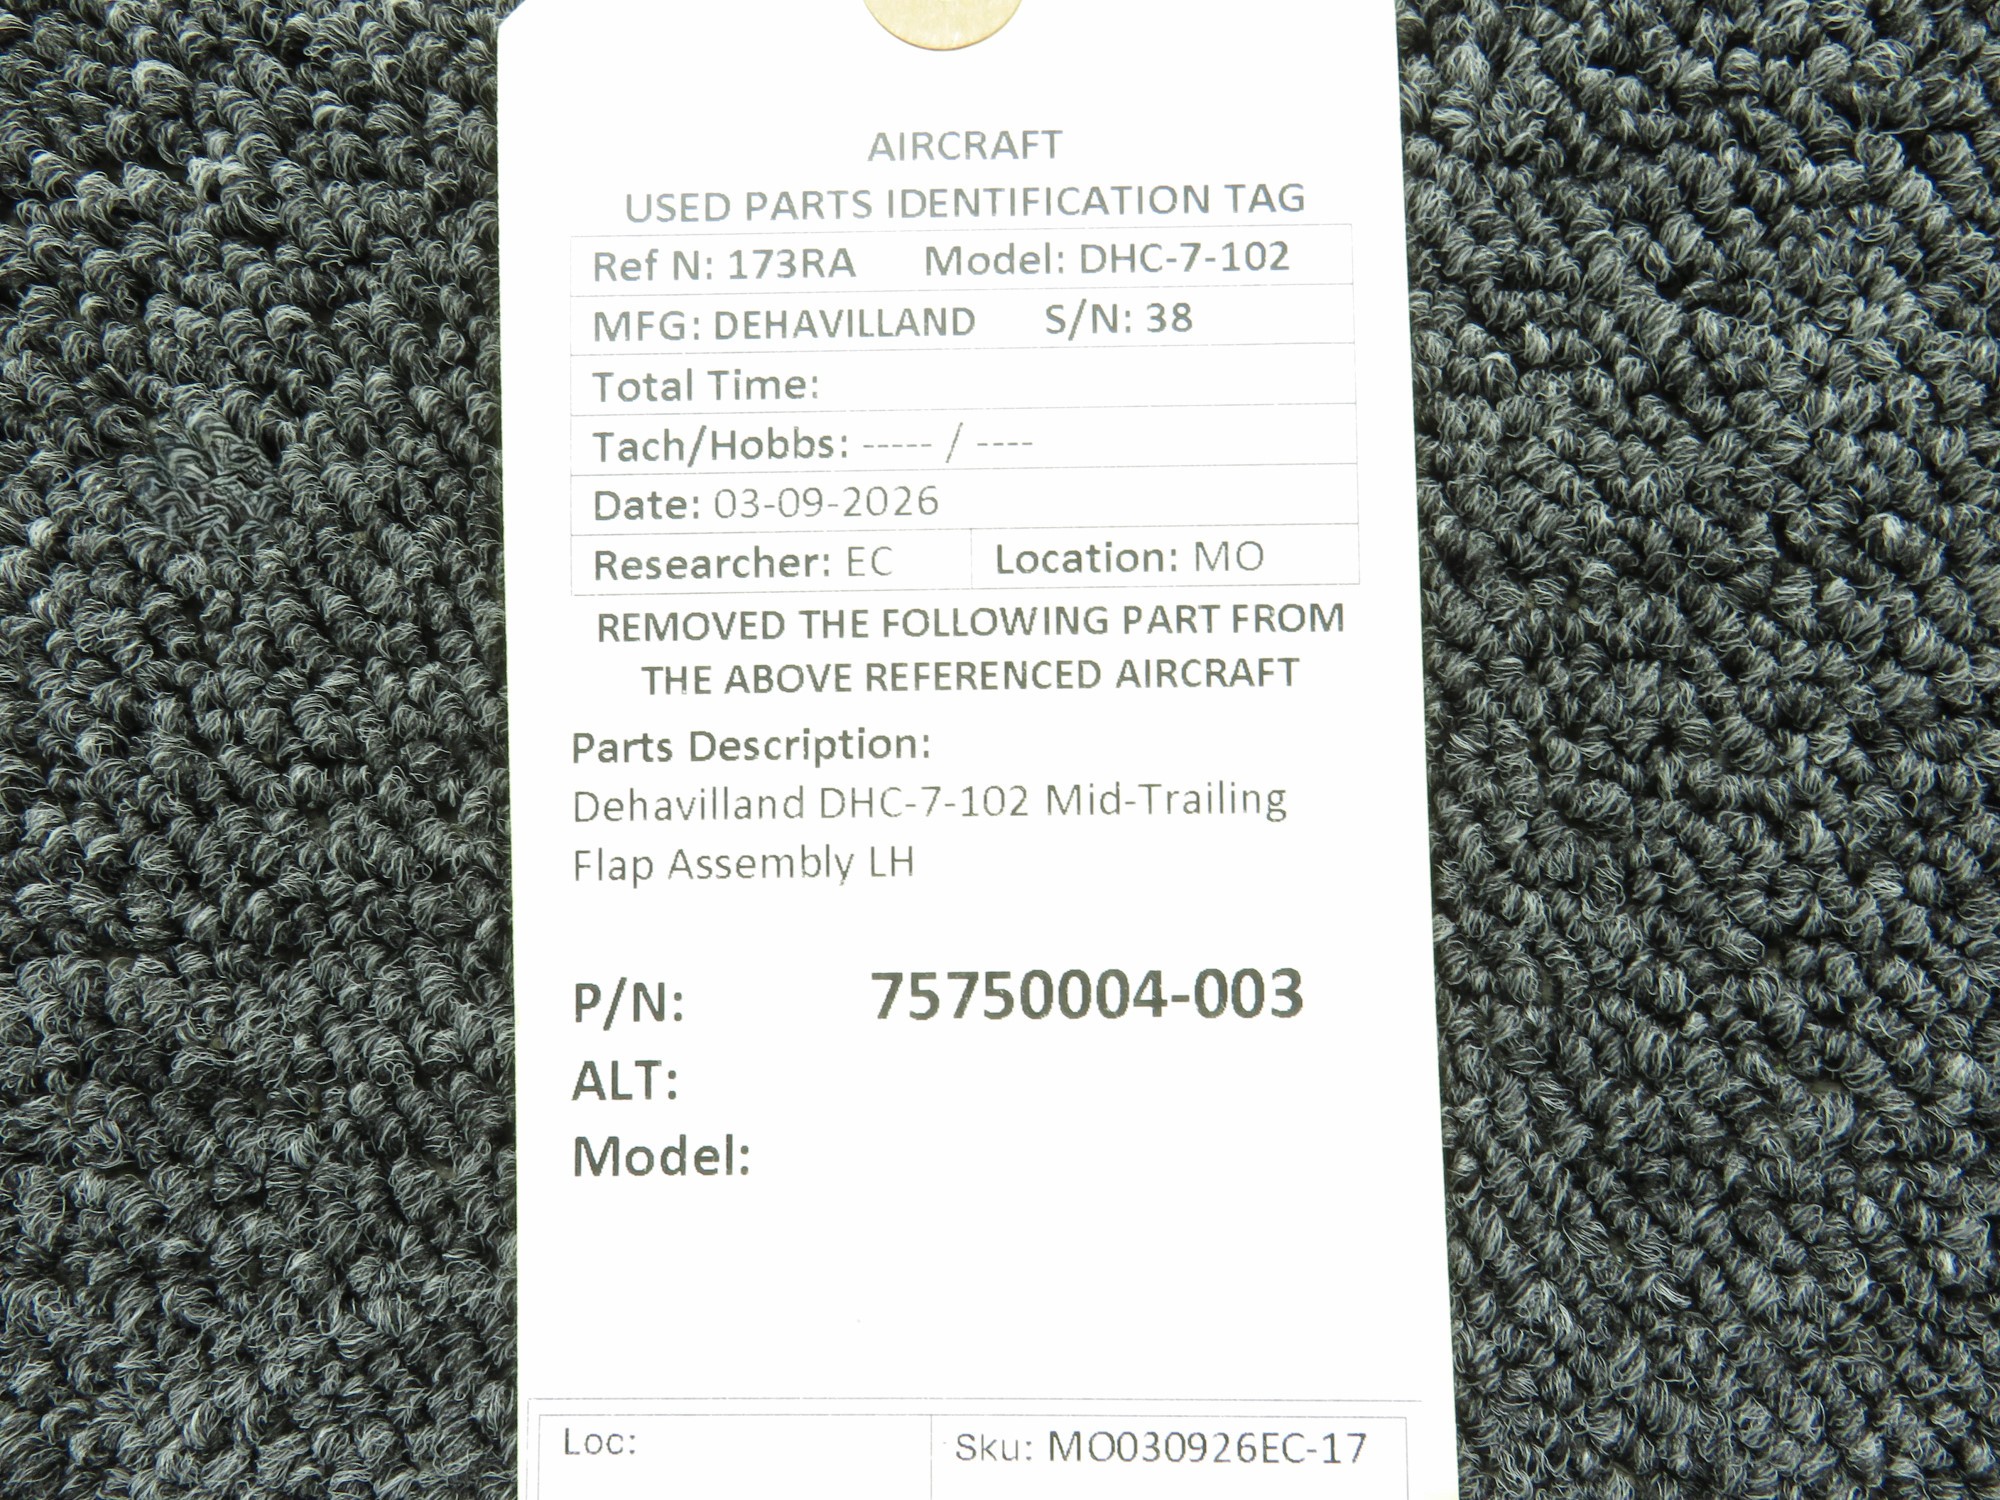 AIRCRAFT
USED PARTS IDENTIFICATION TAG
Ref N: 173RA Model: DHC-7-102
MFG: DEHAVILLAND S/N: 38
Total Time:
Tach/Hobbs: ----- / ----
Date: 03-09-2026
Researcher: EC Location: MO
REMOVED THE FOLLOWING PART FROM
THE ABOVE REFERENCED AIRCRAFT
Parts Description:
Dehavilland DHC-7-102 Mid-Trailing
Flap Assembly LH
P/N: 75750004-003
ALT:
Model:
Loc: Sku: MO030926EC-17